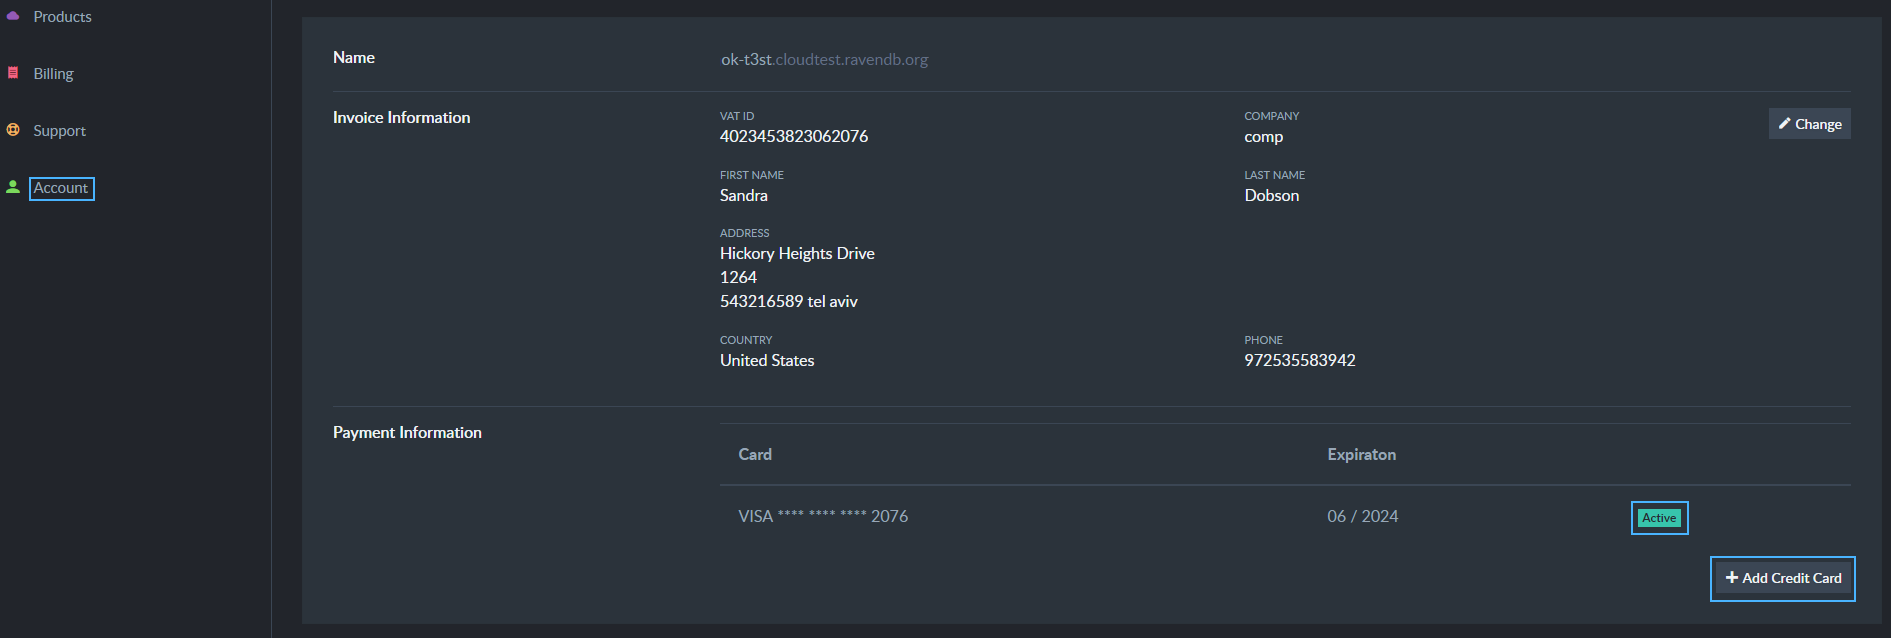 Products
Billing
Support
Account
Name
ok-t3st.cloudtest.ravendb.org
Invoice Information
VAT ID
4023453823062076
COMPANY
comp
Change
FIRST NAME
Sandra
LAST NAME
Dobson
ADDRESS
Hickory Heights Drive
1264
543216589 tel aviv
COUNTRY
United States
PHONE
972535583942
Payment Information
Card Expiraton
VISA **** **** **** 2076 06 / 2024 Active
+ Add Credit Card